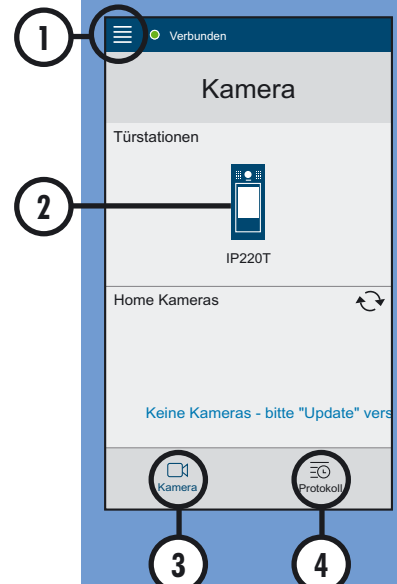 1
Verbunden
Kamera
Türstationen
2
IP220T
Home Kameras
Keine Kameras - bitte "Update" vers
Kamera
Protokoll
3
4